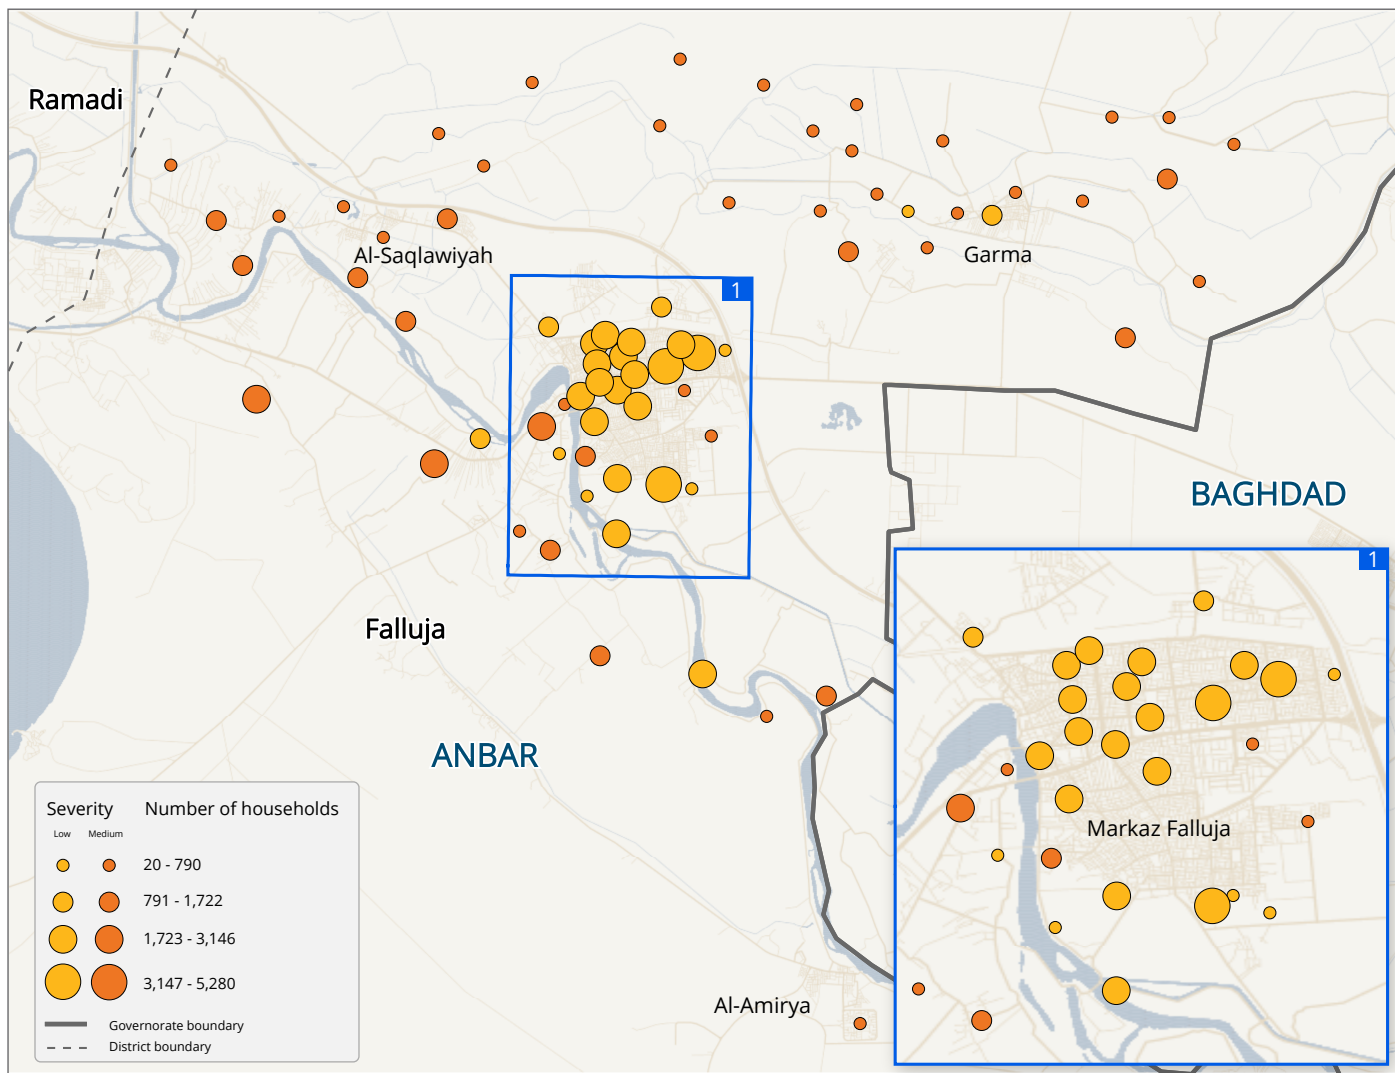 Ramadi
Al-Saqlawiyah
Garma
1
BAGHDAD
1
Falluja
ANBAR
Markaz Falluja
Al-Amirya
Severity Number of households
Low Medium
20 - 790
791 - 1,722
1,723 - 3,146
3,147 - 5,280
Governorate boundary
District boundary